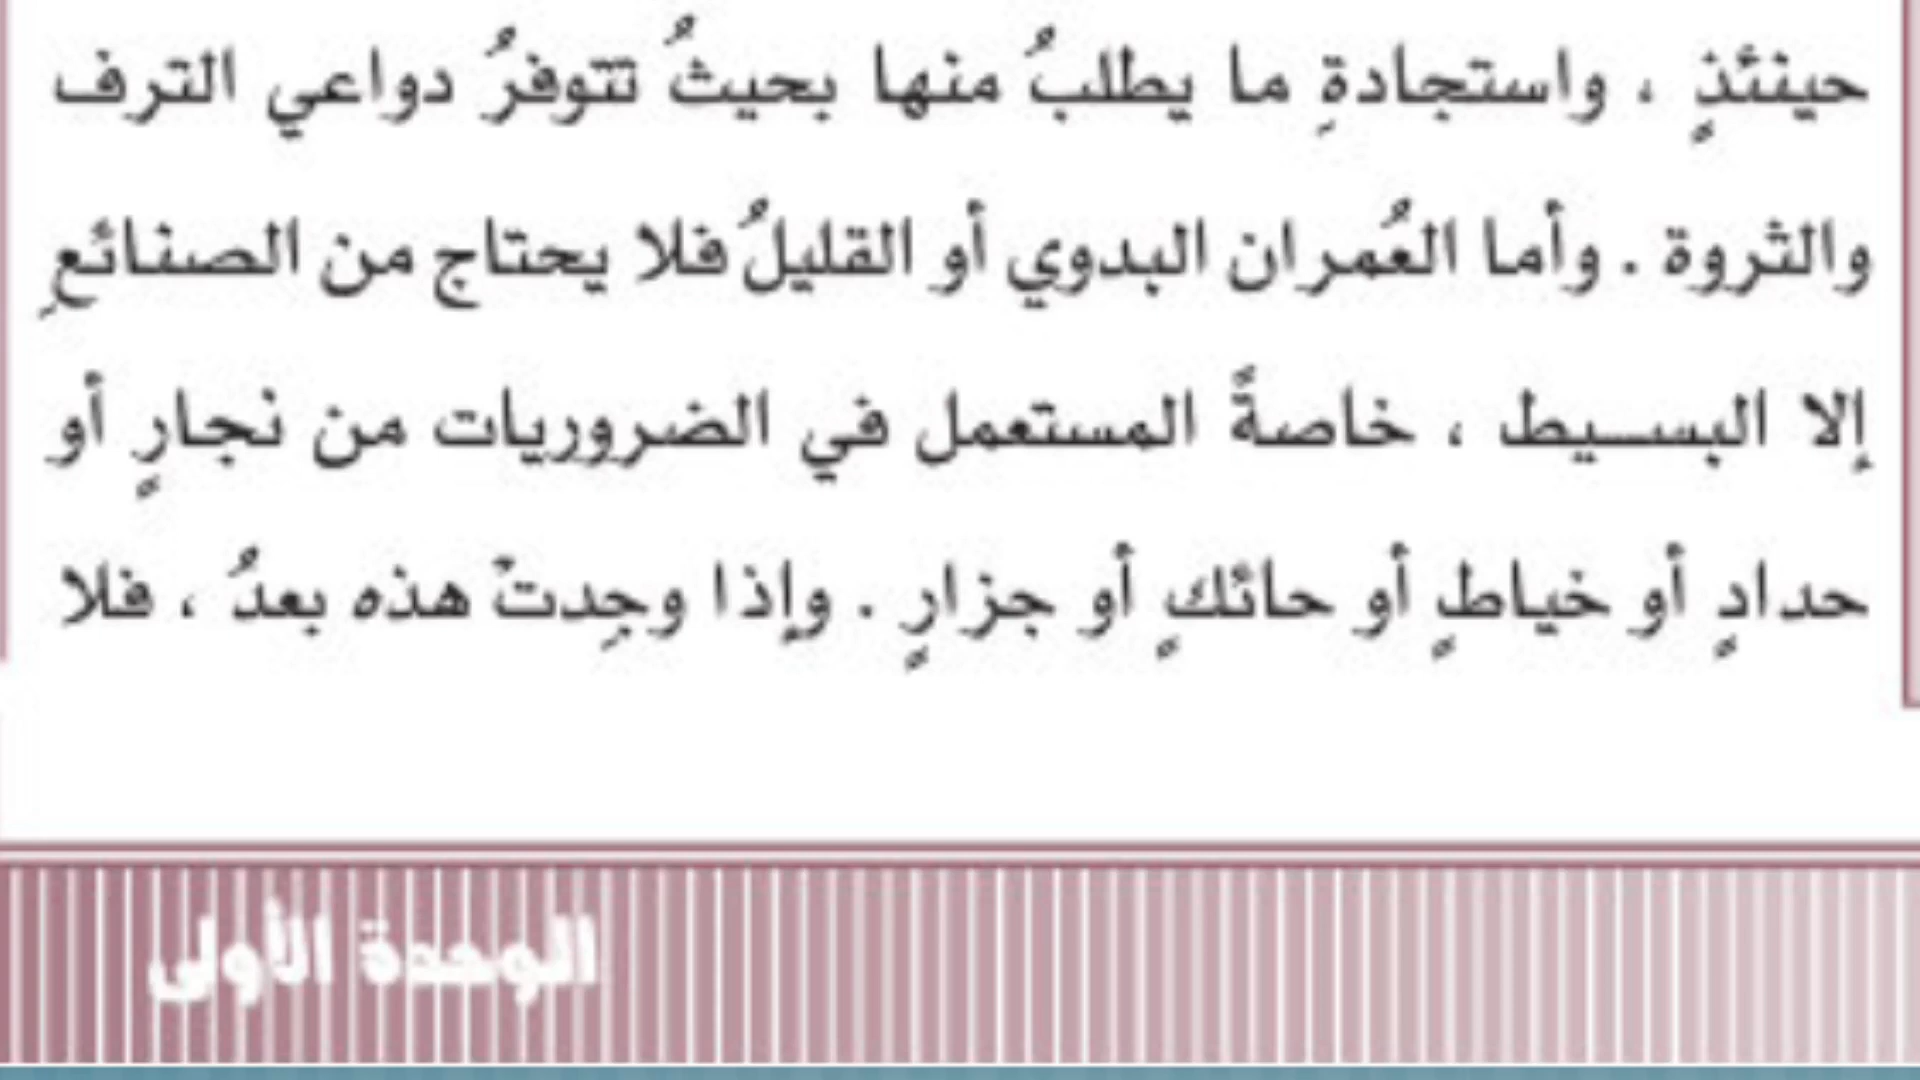 حينئذٍ ، واستجادةِ ما يطلبُ منها بحيثُ تتوفرُ دواعي الترف
والثروة . وأما العُمران البدوي أو القليلُ فلا يحتاج من الصنائعِ
إلا البسـيط ، خاصةً المستعمل في الضروريات من نجارٍ أو
حدادٍ أو خياطٍ أو حائكٍ أو جزارٍ . وإذا وجِدتْ هذه بعدُ ، فلا
الوحدة الأولى